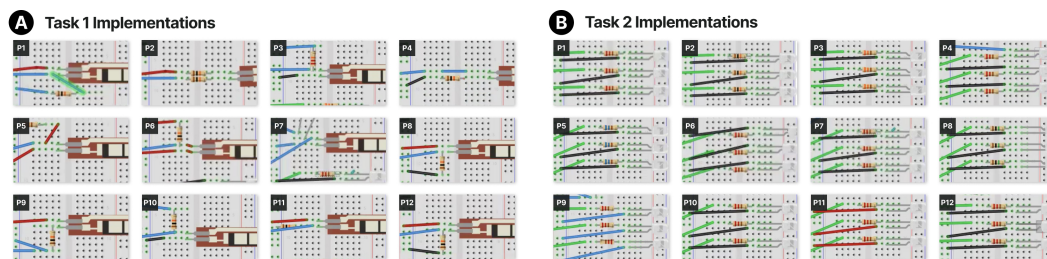 A Task 1 Implementations
P1 P2 P3 P4
P5 P6 P7 P8
P9 P10 P11 P12
B Task 2 Implementations
P1 P2 P3 P4
P5 P6 P7 P8
P9 P10 P11 P12